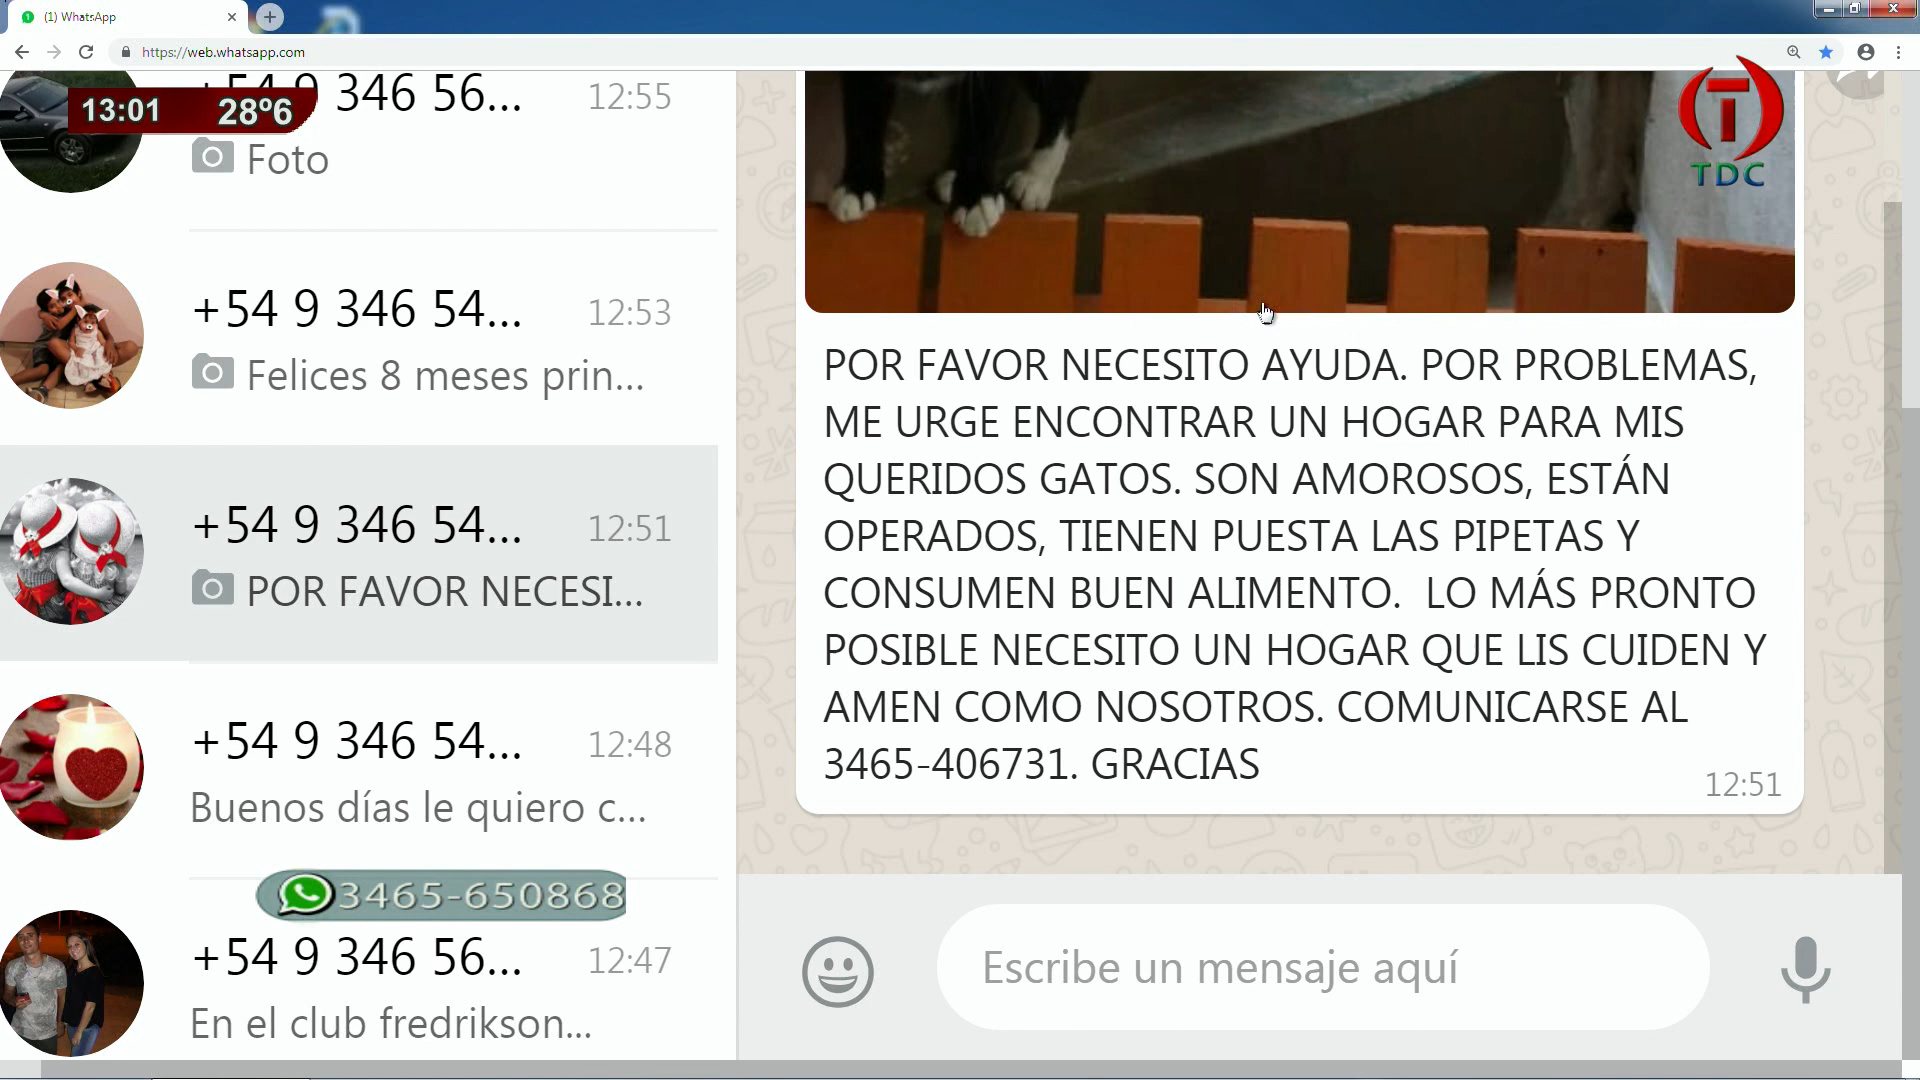 (1) WhatsApp
https://web.whatsapp.com
13:01 28º6
+54 9 346 56... 12:55
Foto
+54 9 346 54... 12:53
Felices 8 meses prin...
+54 9 346 54... 12:51
POR FAVOR NECESI...
+54 9 346 54... 12:48
Buenos días le quiero c...
3465-650868
+54 9 346 56... 12:47
En el club fredrikson...
T
TDC
POR FAVOR NECESITO AYUDA. POR PROBLEMAS,
ME URGE ENCONTRAR UN HOGAR PARA MIS
QUERIDOS GATOS. SON AMOROSOS, ESTÁN
OPERADOS, TIENEN PUESTA LAS PIPETAS Y
CONSUMEN BUEN ALIMENTO.  LO MÁS PRONTO
POSIBLE NECESITO UN HOGAR QUE LIS CUIDEN Y
AMEN COMO NOSOTROS. COMUNICARSE AL
3465-406731. GRACIAS
12:51
Escribe un mensaje aquí